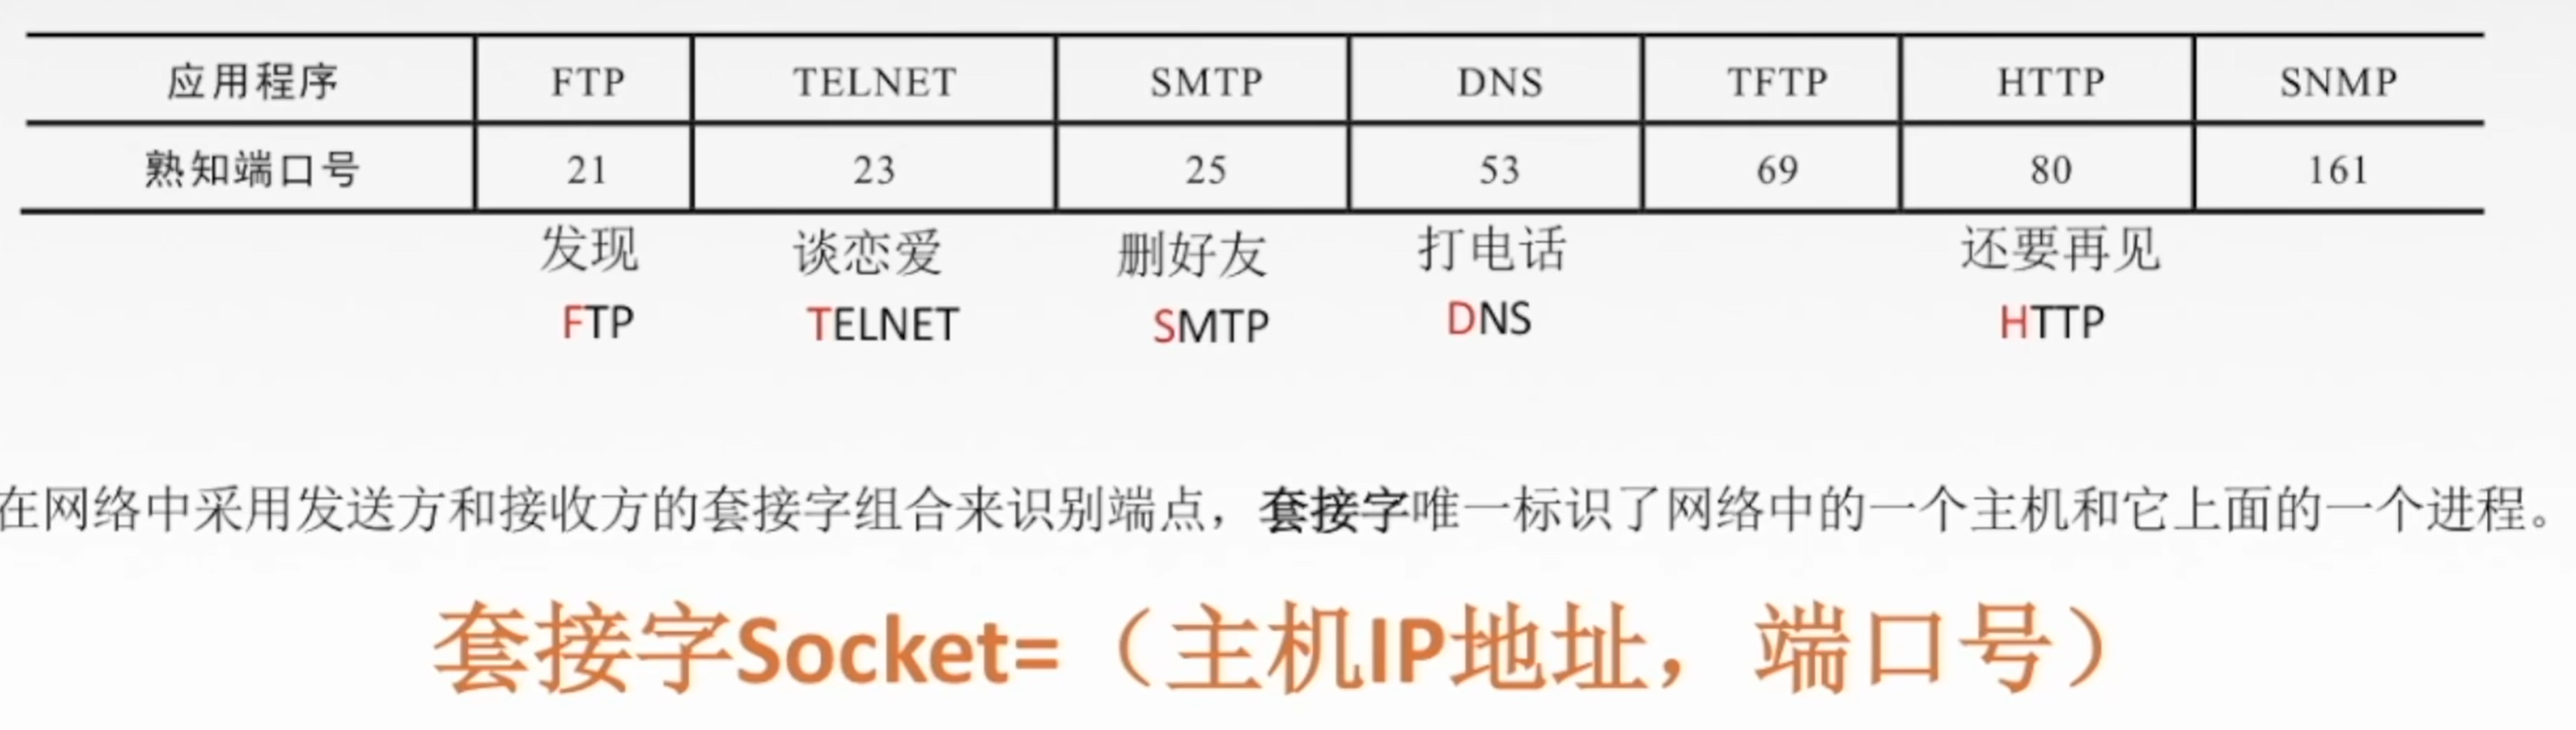 应用程序 FTP TELNET SMTP DNS TFTP HTTP SNMP
熟知端口号 21 23 25 53 69 80 161
发现 谈恋爱 删好友 打电话 还要再见
FTP TELNET SMTP DNS HTTP
在网络中采用发送方和接收方的套接字组合来识别端点，套接字唯一标识了网络中的一个主机和它上面的一个进程。
套接字Socket=（主机IP地址，端口号）